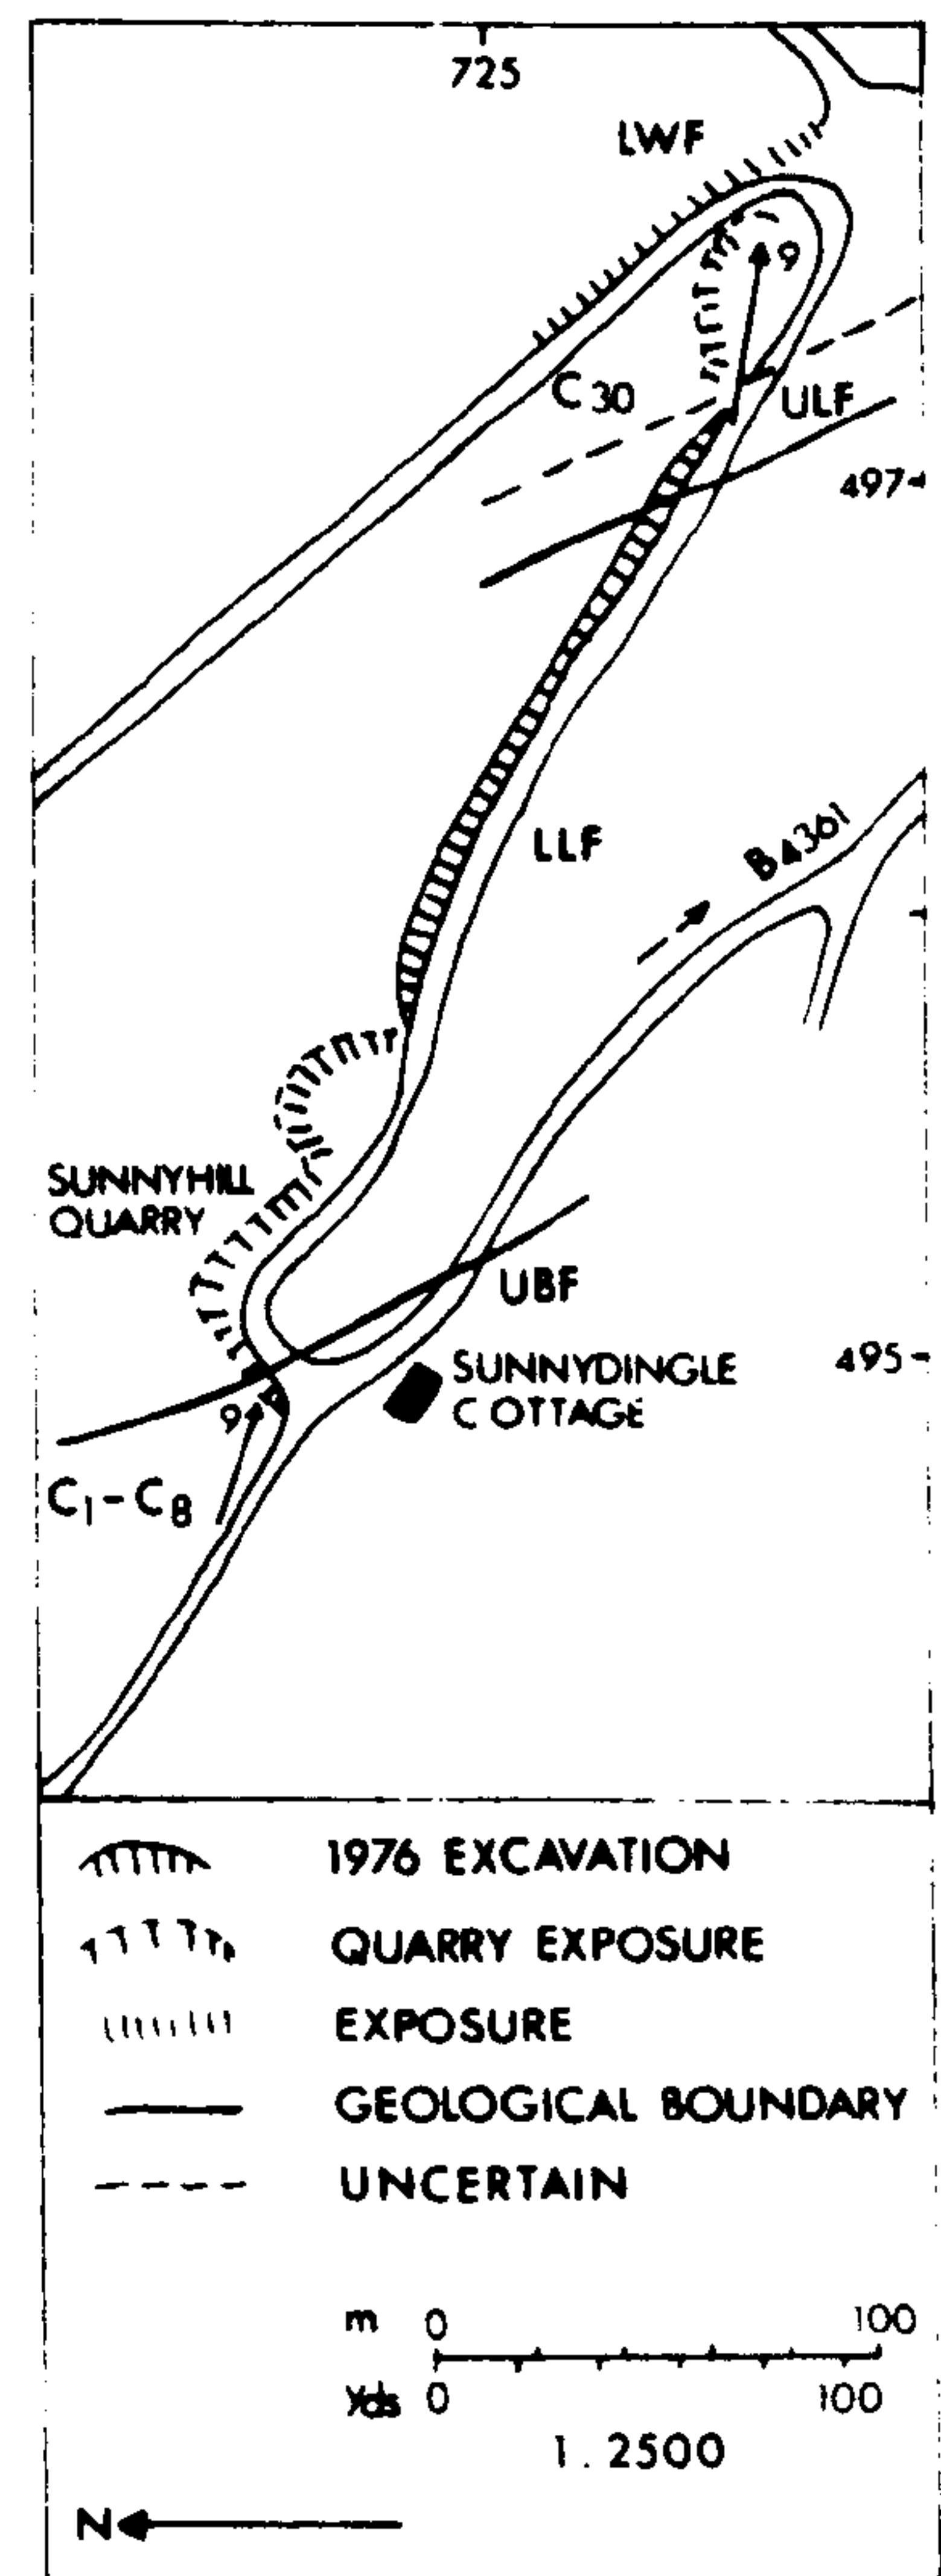 725
LWF
9
C30
ULF
497
LLF
B4361
SUNNYHILL
QUARRY
UBF
495
SUNNYDINGLE
COTTAGE
9
C1-C8
1976 EXCAVATION
QUARRY EXPOSURE
EXPOSURE
GEOLOGICAL BOUNDARY
UNCERTAIN
m 0 100
Yds 0 100
1.2500
N